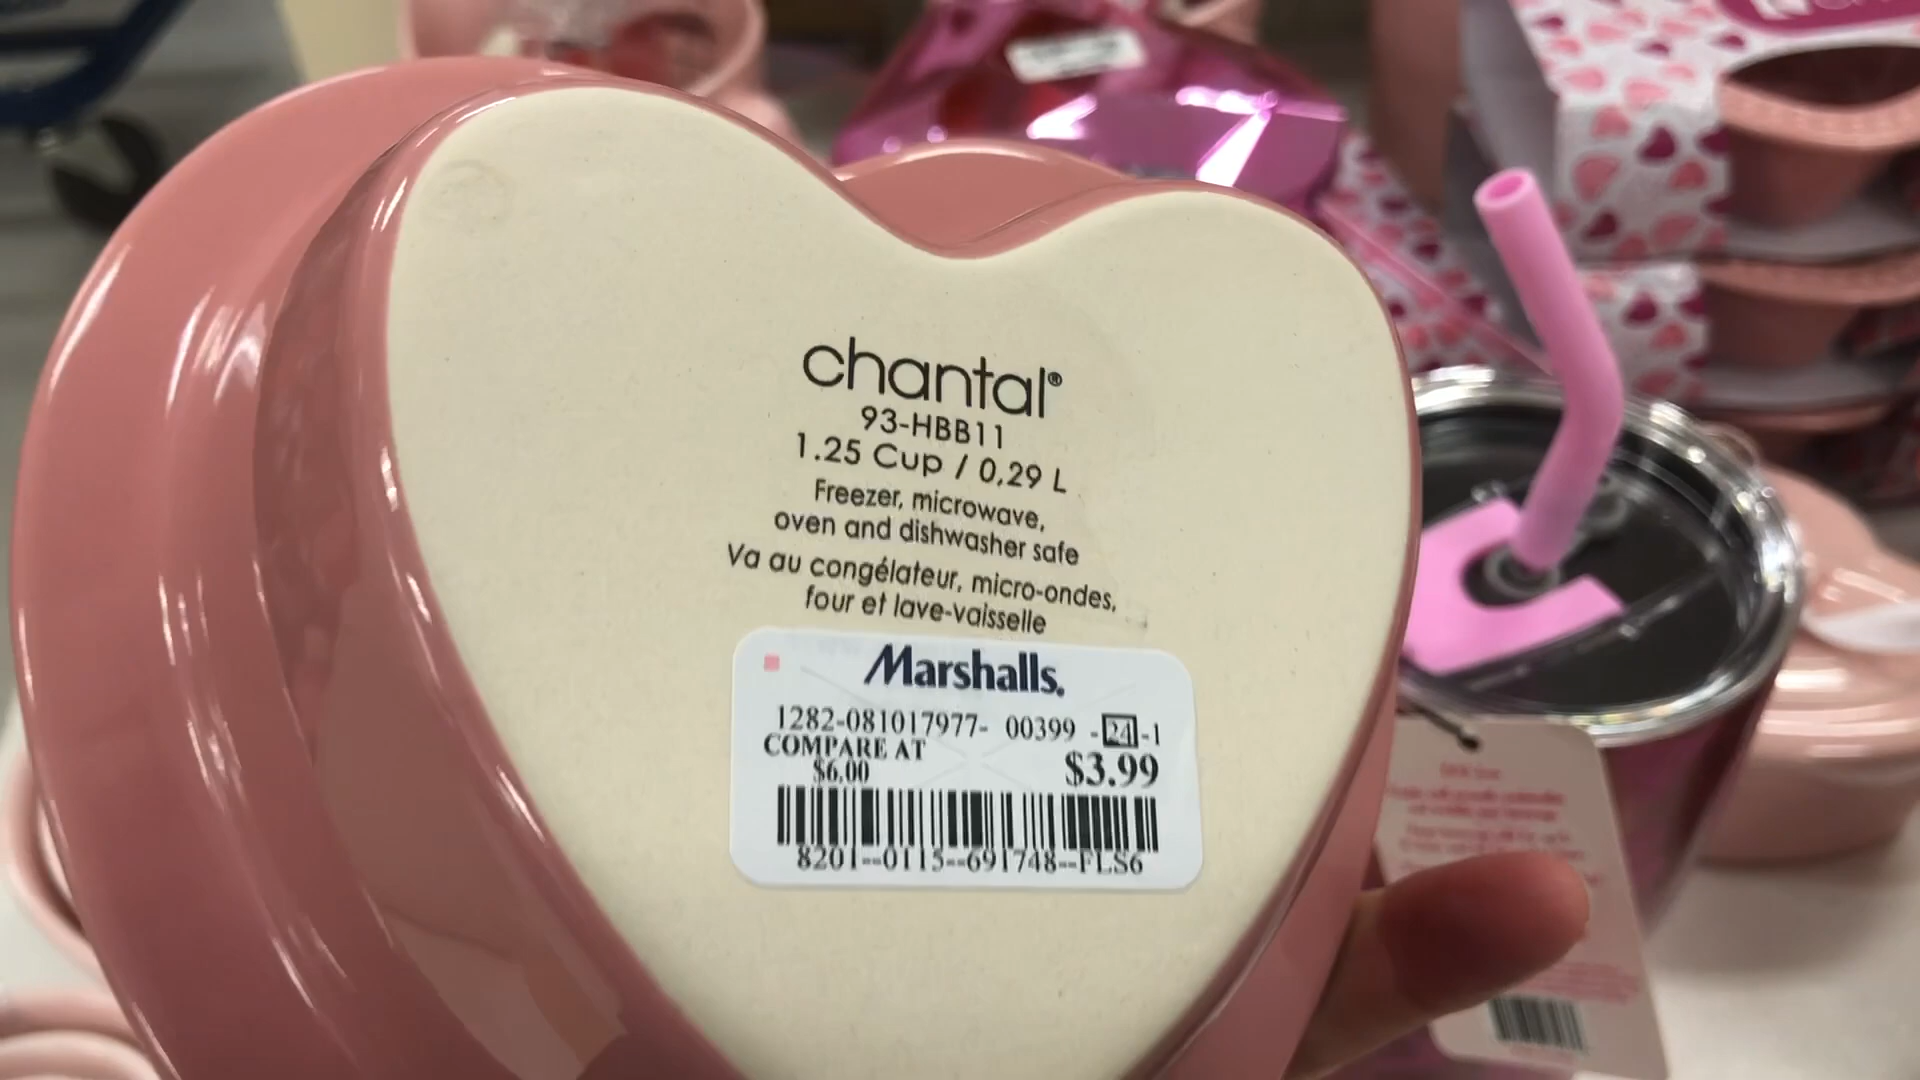 chantal®
93-HBB11
1.25 Cup / 0,29 L
Freezer, microwave,
oven and dishwasher safe
Va au congélateur, micro-ondes,
four et lave-vaisselle
Marshalls.
1282-081017977- 00399 -24-1
COMPARE AT
$6.00
$3.99
8201--0115--691748--FLS6